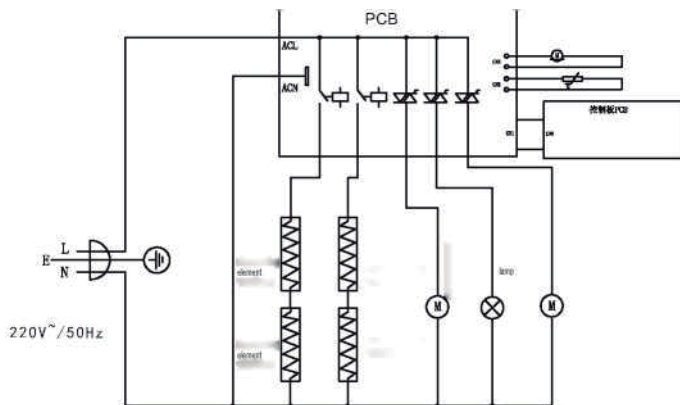 PCB
ACL
ACN
M
控制板PCB
L
E
N
element
lamp
M
M
220V~/50Hz
element